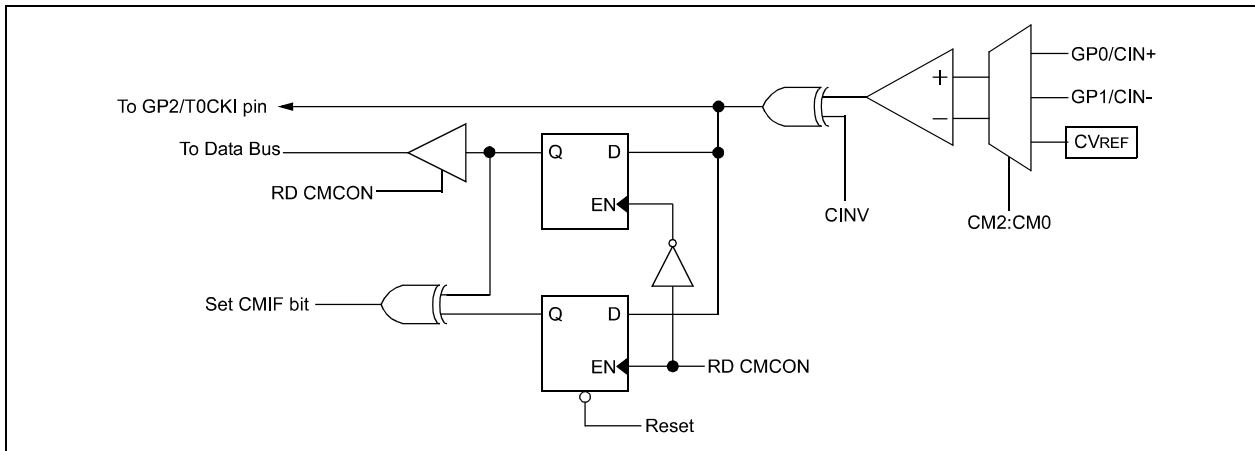 GP0/CIN+
To GP2/T0CKI pin
GP1/CIN-
To Data Bus
Q D
CVREF
RD CMCON
EN
CINV
CM2:CM0
Set CMIF bit
Q D
EN
RD CMCON
Reset